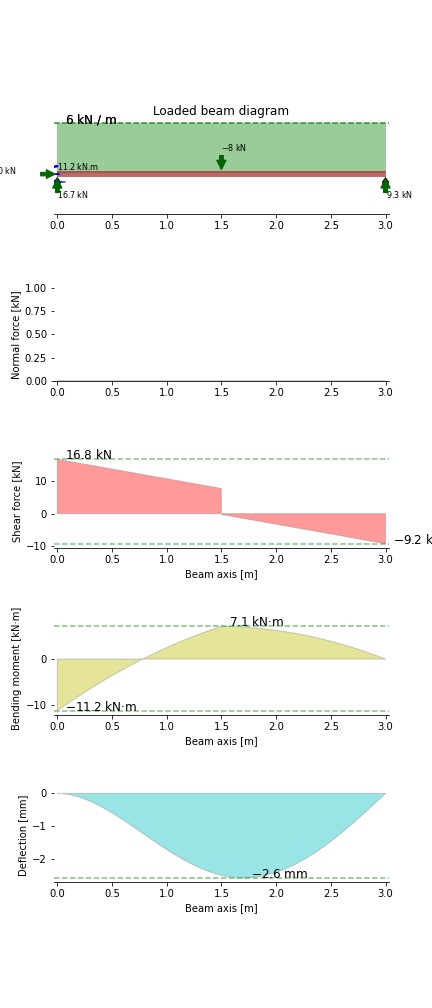 Loaded beam diagram
6 kN / m
−8 kN
0 kN
11.2 kN.m
16.7 kN
9.3 kN
0.0 0.5 1.0 1.5 2.0 2.5 3.0
Normal force [kN]
1.00
0.75
0.50
0.25
0.00
0.0 0.5 1.0 1.5 2.0 2.5 3.0
Shear force [kN]
16.8 kN
10
0
−10
−9.2 k
0.0 0.5 1.0 1.5 2.0 2.5 3.0
Beam axis [m]
Bending moment [kN·m]
7.1 kN·m
0
−10
−11.2 kN·m
0.0 0.5 1.0 1.5 2.0 2.5 3.0
Beam axis [m]
Deflection [mm]
0
−1
−2
−2.6 mm
0.0 0.5 1.0 1.5 2.0 2.5 3.0
Beam axis [m]